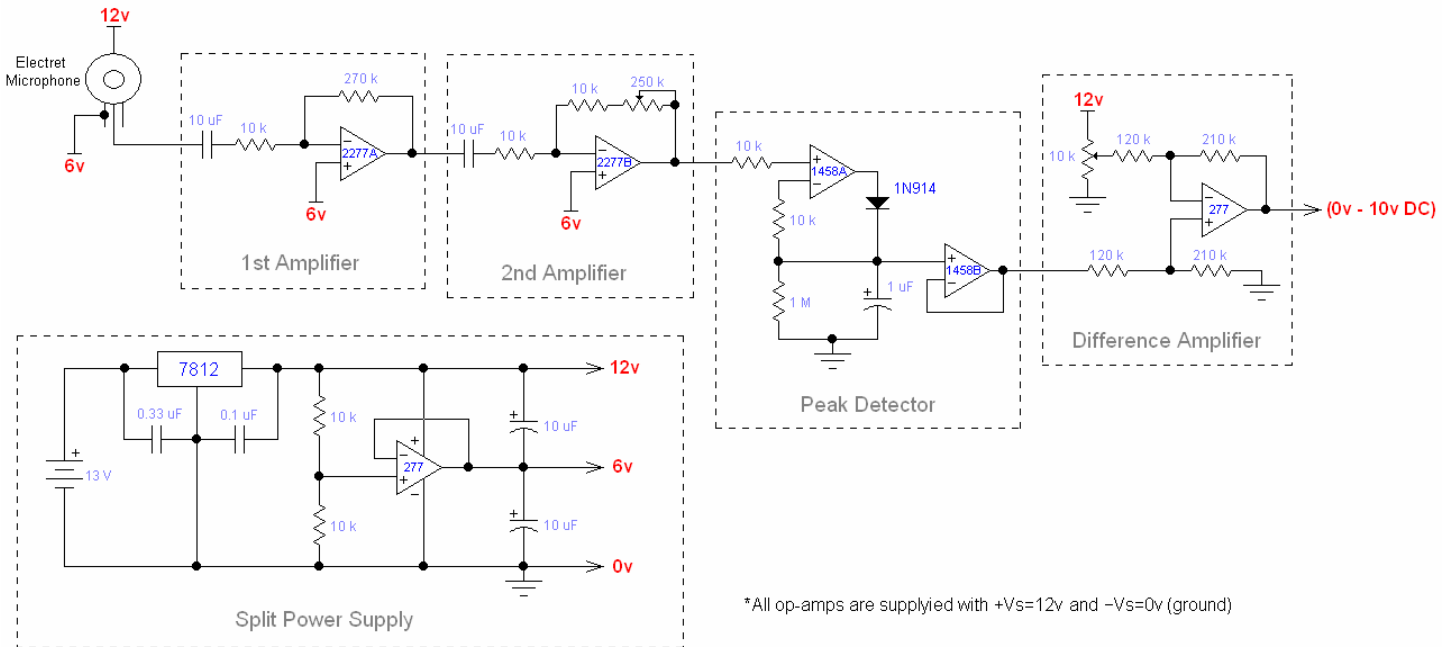 12v
Electret
Microphone
6v
10 uF
10 k
270 k
2277A
6v
1st Amplifier
10 uF
10 k
10 k
250 k
2277B
6v
2nd Amplifier
10 k
1458A
1N914
10 k
1 M
1 uF
1458B
Peak Detector
12v
10 k
120 k
210 k
277
120 k
210 k
(0v - 10v DC)
Difference Amplifier
7812
0.33 uF
0.1 uF
13 V
10 k
10 k
277
10 uF
10 uF
12v
6v
0v
Split Power Supply
*All op-amps are supplyied with +Vs=12v and −Vs=0v (ground)